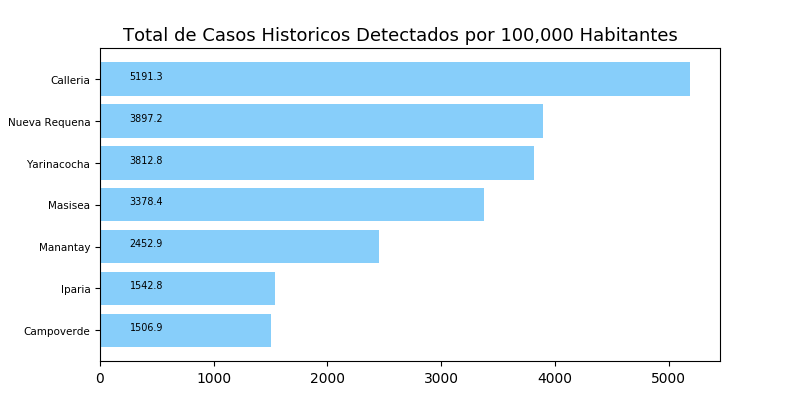 Total de Casos Historicos Detectados por 100,000 Habitantes
Calleria 5191.3
Nueva Requena 3897.2
Yarinacocha 3812.8
Masisea 3378.4
Manantay 2452.9
Iparia 1542.8
Campoverde 1506.9
0 1000 2000 3000 4000 5000